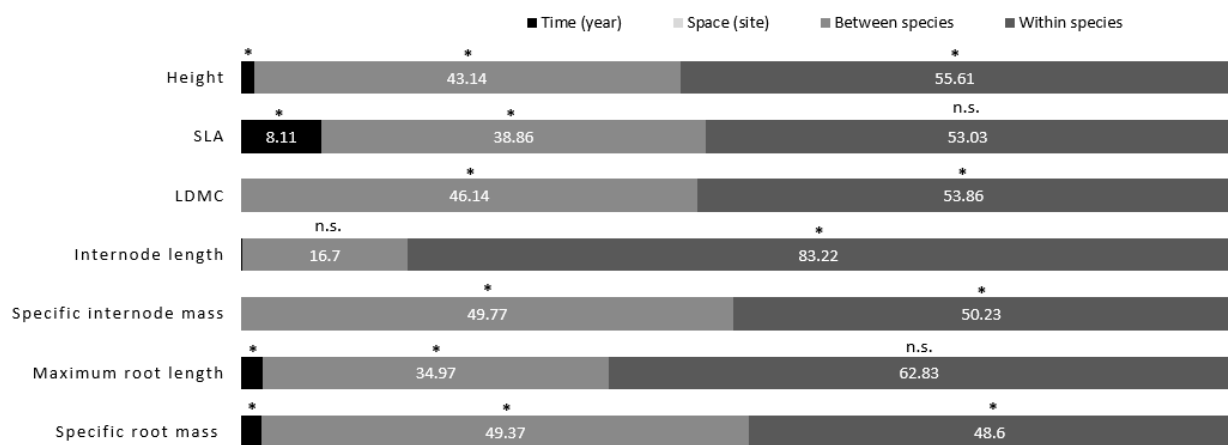 Time (year) Space (site) Between species Within species
* * *
Height 43.14 55.61
* * n.s.
SLA 8.11 38.86 53.03
* *
LDMC 46.14 53.86
n.s. *
Internode length 16.7 83.22
* *
Specific internode mass 49.77 50.23
* * n.s.
Maximum root length 34.97 62.83
* * *
Specific root mass 49.37 48.6